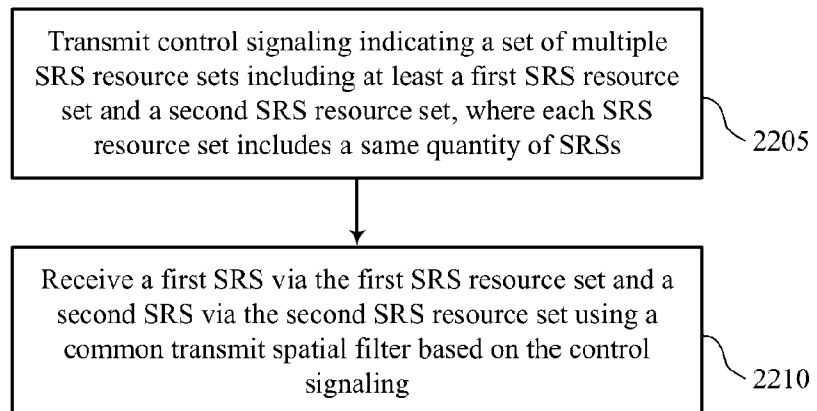 Transmit control signaling indicating a set of multiple
SRS resource sets including at least a first SRS resource
set and a second SRS resource set, where each SRS
resource set includes a same quantity of SRSs
2205
Receive a first SRS via the first SRS resource set and a
second SRS via the second SRS resource set using a
common transmit spatial filter based on the control
signaling
2210